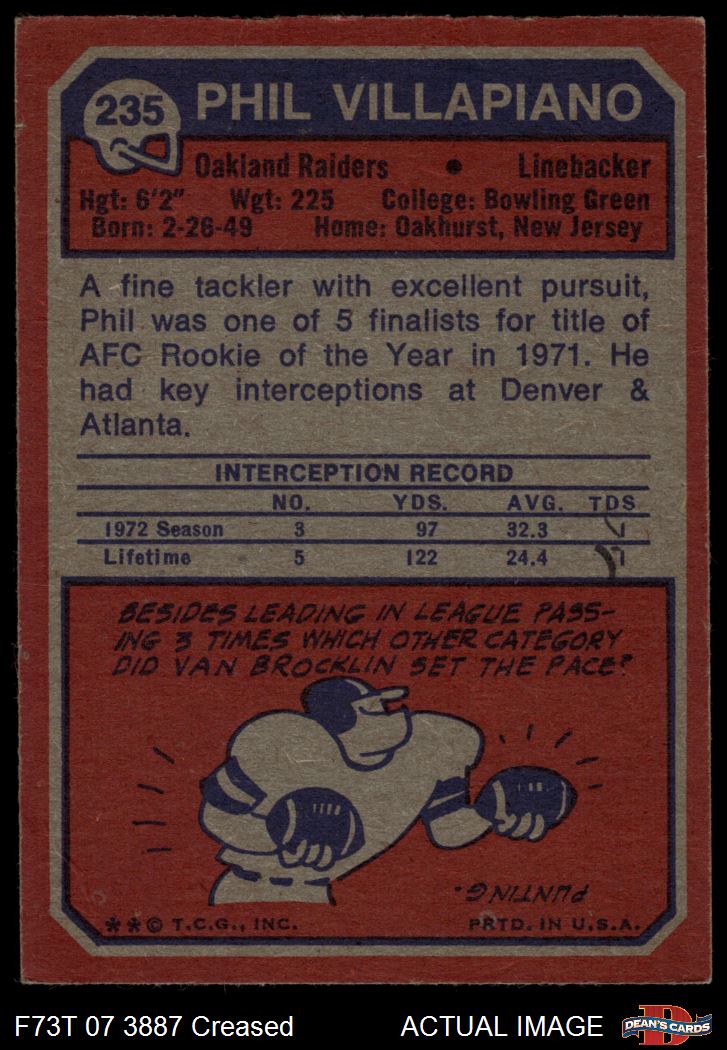 235 PHIL VILLAPIANO
Oakland Raiders • Linebacker
Hgt: 6'2" Wgt: 225 College: Bowling Green
Born: 2-26-49 Home: Oakhurst, New Jersey
A fine tackler with excellent pursuit,
Phil was one of 5 finalists for title of
AFC Rookie of the Year in 1971. He
had key interceptions at Denver &
Atlanta.
INTERCEPTION RECORD
NO. YDS. AVG. TDS
1972 Season 3 97 32.3 1
Lifetime 5 122 24.4 1
BESIDES LEADING IN LEAGUE PASS-
ING 3 TIMES WHICH OTHER CATEGORY
DID VAN BROCKLIN SET THE PACE?
PUNTING.
**© T.C.G., INC. PRTD. IN U.S.A.
F73T 07 3887 Creased ACTUAL IMAGE
D
DEAN'S CARDS